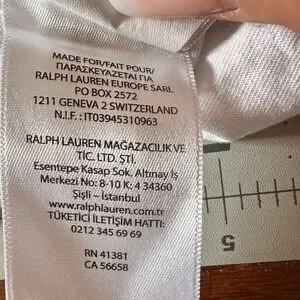 MADE FOR/FAIT POUR/
ΠΑΡΑΣΚΕΥΑΖΕΤΑΙ ΓΙΑ
RALPH LAUREN EUROPE SARL
PO BOX 2572
1211 GENEVA 2 SWITZERLAND
N.I.F. : IT03945310963
RALPH LAUREN MAĞAZACILIK VE
TİC. LTD. ŞTİ.
Esentepe Kasap Sok. Altınay İş
Merkezi No: 8-10 K: 4 34360
Şişli – İstanbul
www.ralphlauren.com.tr
TÜKETİCİ İLETİŞİM HATTI:
0212 345 69 69
RN 41381
CA 56658
5